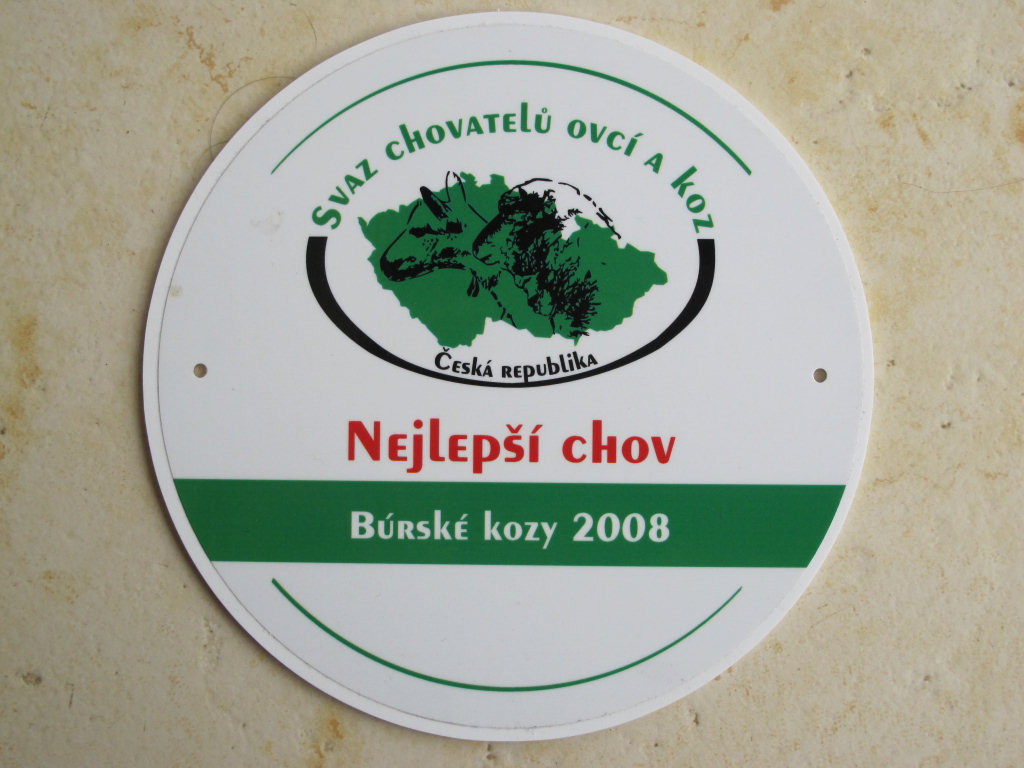 Svaz chovatelů ovcí a koz
Česká republika
Nejlepší chov
Búrské kozy 2008